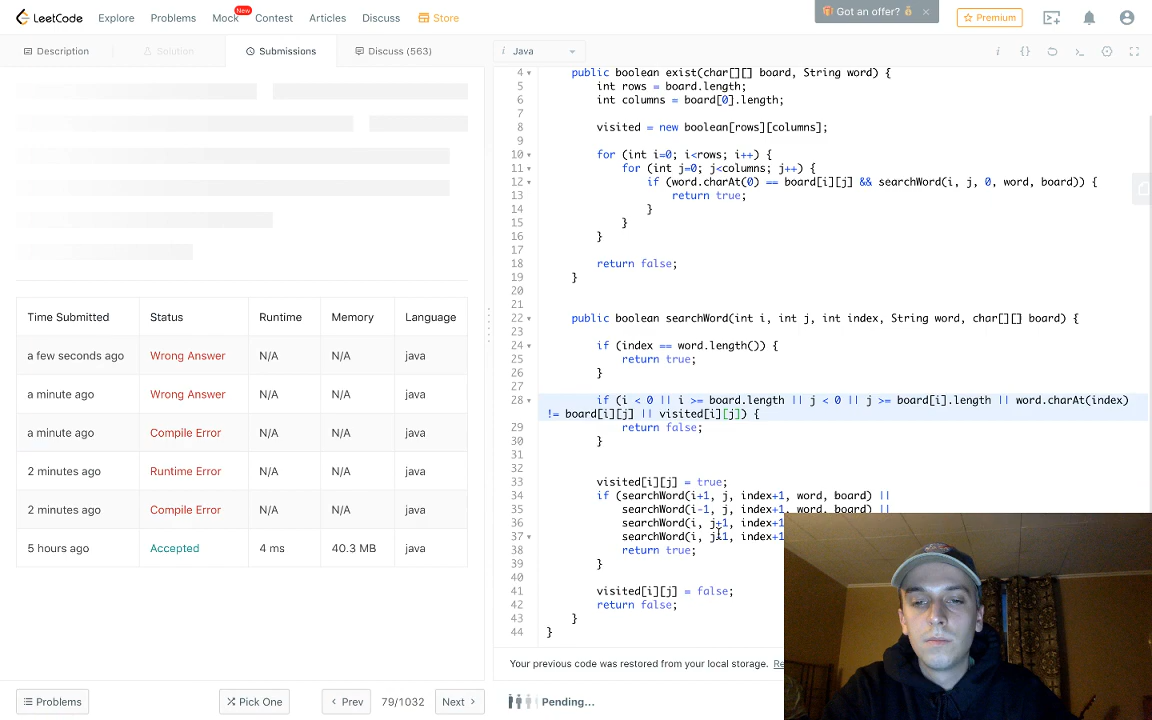 LeetCode Explore Problems Mock New Contest Articles Discuss Store Got an offer? × Premium
Description Solution Submissions Discuss (563) i Java
4 public boolean exist(char[][] board, String word) {
5 int rows = board.length;
6 int columns = board[0].length;
7
8 visited = new boolean[rows][columns];
9
10 for (int i=0; i<rows; i++) {
11 for (int j=0; j<columns; j++) {
12 if (word.charAt(0) == board[i][j] && searchWord(i, j, 0, word, board)) {
13 return true;
14 }
15 }
16 }
17
18 return false;
19 }
20
21
22 public boolean searchWord(int i, int j, int index, String word, char[][] board) {
23
24 if (index == word.length()) {
25 return true;
26 }
27
28 if (i < 0 || i >= board.length || j < 0 || j >= board[i].length || word.charAt(index)
!= board[i][j] || visited[i][j]) {
29 return false;
30 }
31
32
33 visited[i][j] = true;
34 if (searchWord(i+1, j, index+1, word, board) ||
35 searchWord(i-1, j, index+1, word, board) ||
36 searchWord(i, j+1, index+1
37 searchWord(i, j-1, index+1
38 return true;
39 }
40
41 visited[i][j] = false;
42 return false;
43 }
44 }
Time Submitted Status Runtime Memory Language
a few seconds ago Wrong Answer N/A N/A java
a minute ago Wrong Answer N/A N/A java
a minute ago Compile Error N/A N/A java
2 minutes ago Runtime Error N/A N/A java
2 minutes ago Compile Error N/A N/A java
5 hours ago Accepted 4 ms 40.3 MB java
Your previous code was restored from your local storage. Re
Problems Pick One Prev 79/1032 Next Pending...